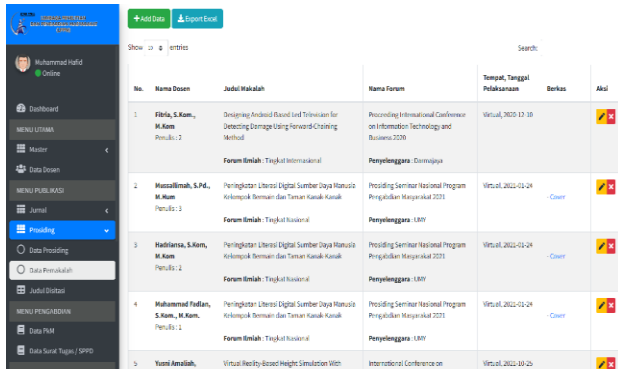 +Add Data
Export Excel
Show
entries
Search:
Muhammad Hafid
Online
Dashboard
MENU UTAMA
Master
Data Dosen
MENU PUBLIKASI
Jurnal
Prosiding
Data Prosiding
Data Pemakalah
Judul Disitasi
MENU PENGABDIAN
Data PkM
Data Surat Tugas / SPPD
No.
Nama Dosen
Judul Makalah
Nama Forum
Tempat, Tanggal
Pelaksanaan
Berkas
Aksi
1
Fitria, S.Kom.,
M.Kom
Penulis : 2
Designing Android-Based Led Television for
Detecting Damage Using Forward-Chaining
Method
Forum Ilmiah : Tingkat Internasional
Proceeding International Conference
on Information Technology and
Business 2020
Penyelenggara : Darmajaya
Virtual, 2020-12-10
2
Mussallimah, S.Pd.,
M.Hum
Penulis : 3
Peningkatan Literasi Digital Sumber Daya Manusia
Kelompok Bermain dan Taman Kanak-Kanak
Forum Ilmiah : Tingkat Nasional
Prosiding Seminar Nasional Program
Pengabdian Masyarakat 2021
Penyelenggara : UMY
Virtual, 2021-01-24
- Cover
3
Hadriansa, S.Kom,
M.Kom
Penulis : 2
Peningkatan Literasi Digital Sumber Daya Manusia
Kelompok Bermain dan Taman Kanak-Kanak
Forum Ilmiah : Tingkat Nasional
Prosiding Seminar Nasional Program
Pengabdian Masyarakat 2021
Penyelenggara : UMY
Virtual, 2021-01-24
- Cover
4
Muhammad Fadlan,
S.Kom., M.Kom.
Penulis : 1
Peningkatan Literasi Digital Sumber Daya Manusia
Kelompok Bermain dan Taman Kanak-Kanak
Forum Ilmiah : Tingkat Nasional
Prosiding Seminar Nasional Program
Pengabdian Masyarakat 2021
Penyelenggara : UMY
Virtual, 2021-01-24
- Cover
5
Yusni Amaliah,
Virtual Reality-Based Height Simulation With
International Conference on
Virtual, 2021-10-25